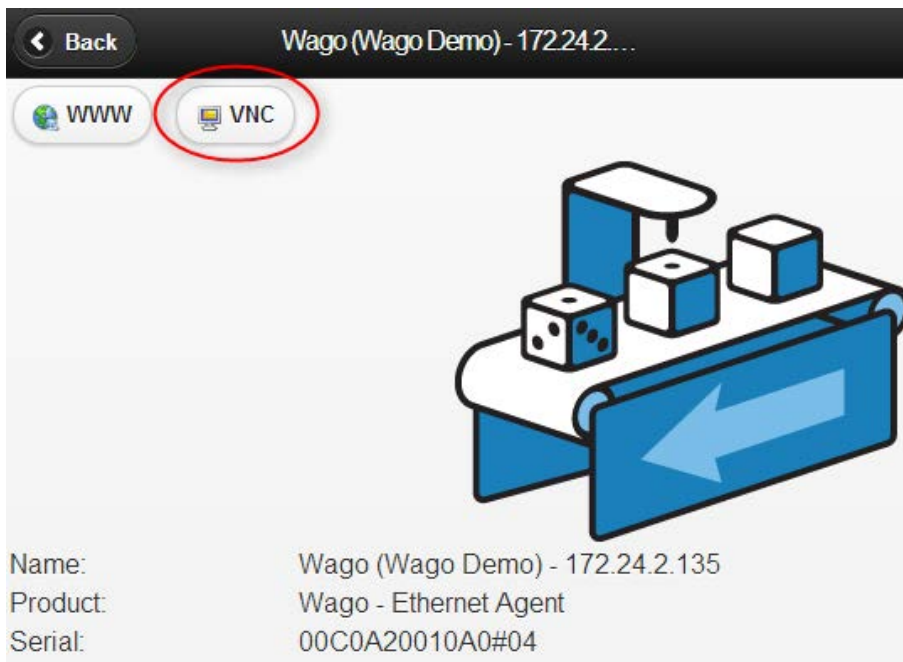 Back
Wago (Wago Demo) - 172.24.2....
WWW
VNC
Name: Wago (Wago Demo) - 172.24.2.135
Product: Wago - Ethernet Agent
Serial: 00C0A20010A0#04